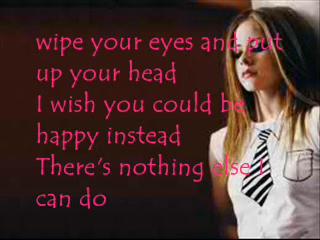 wipe your eyes and put
up your head
I wish you could be
happy instead
There's nothing else I
can do